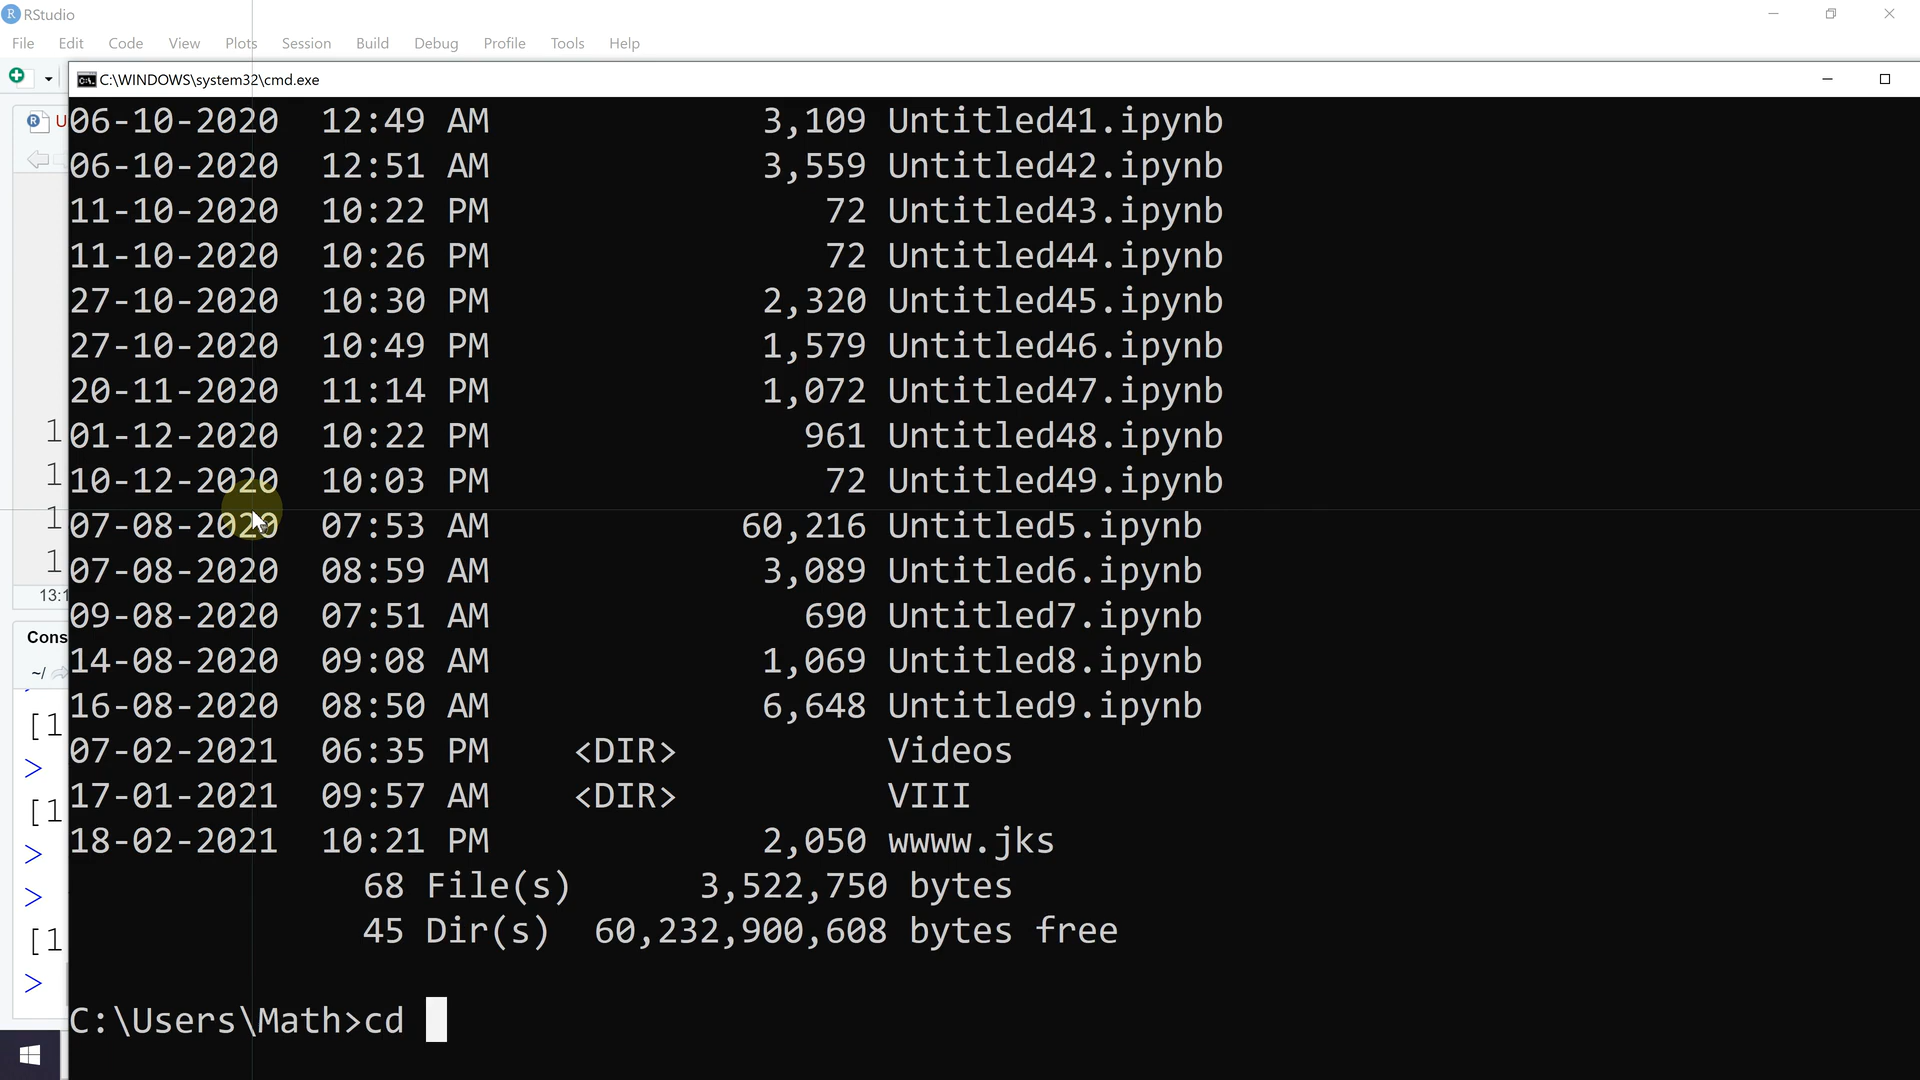 RStudio
File Edit Code View Plots Session Build Debug Profile Tools Help
C:\WINDOWS\system32\cmd.exe
U
06-10-2020 12:49 AM 3,109 Untitled41.ipynb
06-10-2020 12:51 AM 3,559 Untitled42.ipynb
11-10-2020 10:22 PM 72 Untitled43.ipynb
11-10-2020 10:26 PM 72 Untitled44.ipynb
27-10-2020 10:30 PM 2,320 Untitled45.ipynb
27-10-2020 10:49 PM 1,579 Untitled46.ipynb
20-11-2020 11:14 PM 1,072 Untitled47.ipynb
1
01-12-2020 10:22 PM 961 Untitled48.ipynb
1
10-12-2020 10:03 PM 72 Untitled49.ipynb
1
07-08-2020 07:53 AM 60,216 Untitled5.ipynb
1
07-08-2020 08:59 AM 3,089 Untitled6.ipynb
13:1
09-08-2020 07:51 AM 690 Untitled7.ipynb
Cons
14-08-2020 09:08 AM 1,069 Untitled8.ipynb
~/
16-08-2020 08:50 AM 6,648 Untitled9.ipynb
[1
07-02-2021 06:35 PM <DIR> Videos
>
17-01-2021 09:57 AM <DIR> VIII
[1
18-02-2021 10:21 PM 2,050 wwww.jks
>
68 File(s) 3,522,750 bytes
>
45 Dir(s) 60,232,900,608 bytes free
[1
>
C:\Users\Math>cd